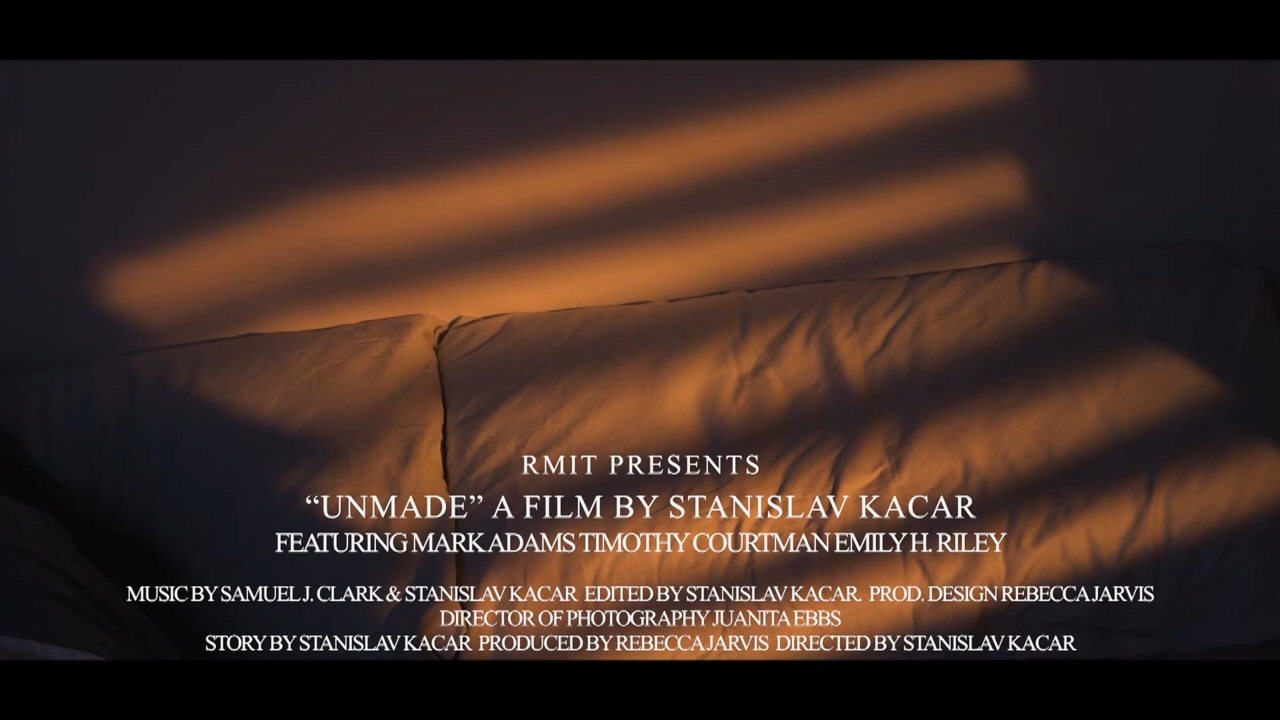 RMIT PRESENTS
“UNMADE” A FILM BY STANISLAV KACAR
FEATURING MARK ADAMS TIMOTHY COURTMAN EMILY H. RILEY
MUSIC BY SAMUEL J. CLARK & STANISLAV KACAR EDITED BY STANISLAV KACAR. PROD. DESIGN REBECCA JARVIS
DIRECTOR OF PHOTOGRAPHY JUANITA EBBS
STORY BY STANISLAV KACAR PRODUCED BY REBECCA JARVIS DIRECTED BY STANISLAV KACAR